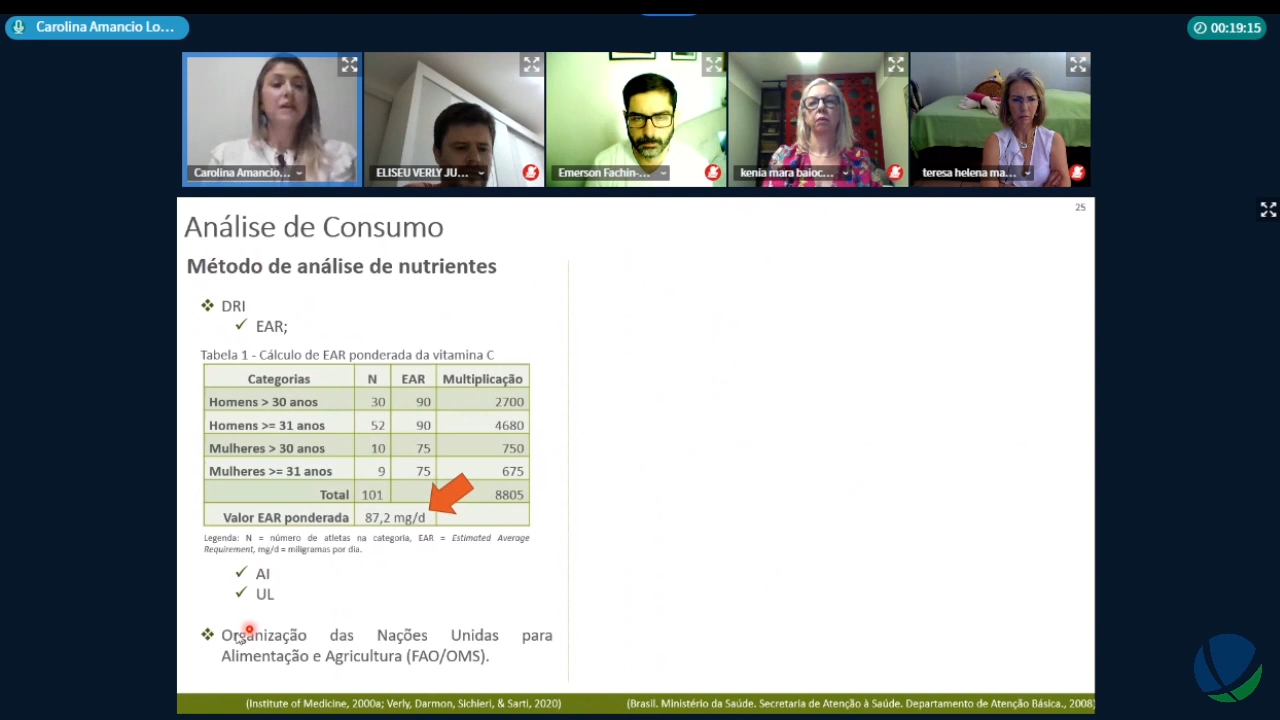 Carolina Amancio Lo...
00:19:15
Carolina Amancio...
ELISEU VERLY JU...
Emerson Fachin-...
kenia mara baioc...
teresa helena ma...
25
Análise de Consumo
Método de análise de nutrientes
DRI
EAR;
Tabela 1 - Cálculo de EAR ponderada da vitamina C
Categorias N EAR Multiplicação
Homens > 30 anos 30 90 2700
Homens >= 31 anos 52 90 4680
Mulheres > 30 anos 10 75 750
Mulheres >= 31 anos 9 75 675
Total 101 8805
Valor EAR ponderada 87,2 mg/d
Legenda: N = número de atletas na categoria, EAR = Estimated Average
Requirement, mg/d = miligramas por dia.
AI
UL
Organização das Nações Unidas para
Alimentação e Agricultura (FAO/OMS).
(Institute of Medicine, 2000a; Verly, Darmon, Sichieri, & Sarti, 2020)
(Brasil. Ministério da Saúde. Secretaria de Atenção à Saúde. Departamento de Atenção Básica., 2008)